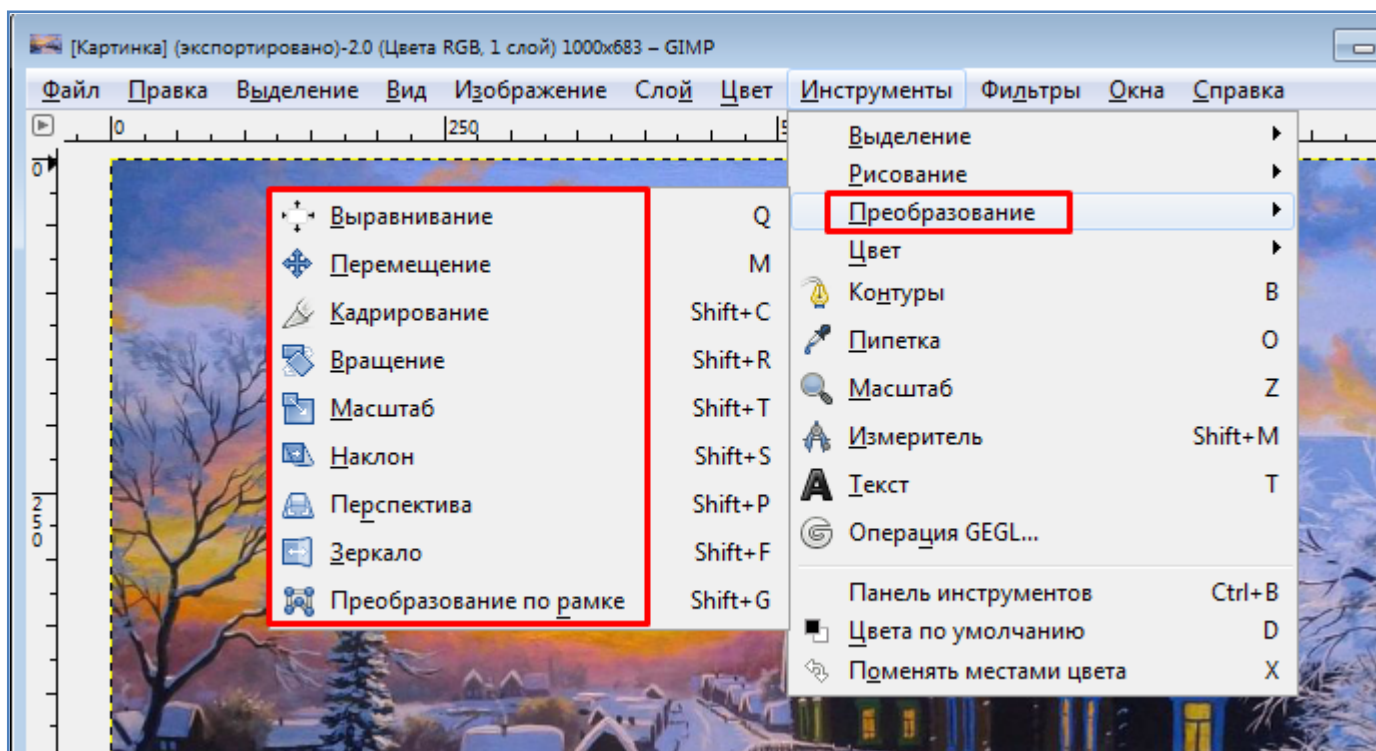 [Картинка] (экспортировано)-2.0 (Цвета RGB, 1 слой) 1000x683 – GIMP
Файл Правка Выделение Вид Изображение Слой Цвет Инструменты Фильтры Окна Справка
0 250 5
0
Выделение
Рисование
Преобразование
Цвет
Контуры B
Пипетка O
Масштаб Z
Измеритель Shift+M
Текст T
Операция GEGL...
Панель инструментов Ctrl+B
Цвета по умолчанию D
Поменять местами цвета X
Выравнивание Q
Перемещение M
Кадрирование Shift+C
Вращение Shift+R
Масштаб Shift+T
Наклон Shift+S
Перспектива Shift+P
Зеркало Shift+F
Преобразование по рамке Shift+G
250